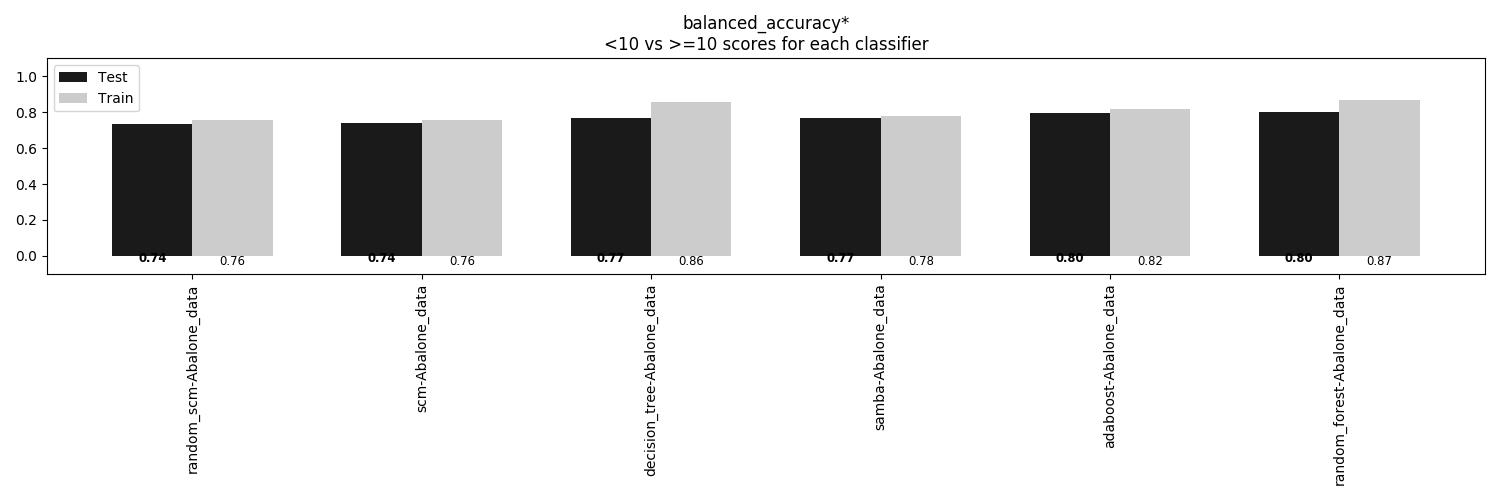 balanced_accuracy*
<10 vs >=10 scores for each classifier
Test
Train
1.0
0.8
0.6
0.4
0.2
0.0
0.74
0.76
0.74
0.76
0.77
0.86
0.77
0.78
0.80
0.82
0.80
0.87
random_scm-Abalone_data
scm-Abalone_data
decision_tree-Abalone_data
samba-Abalone_data
adaboost-Abalone_data
random_forest-Abalone_data